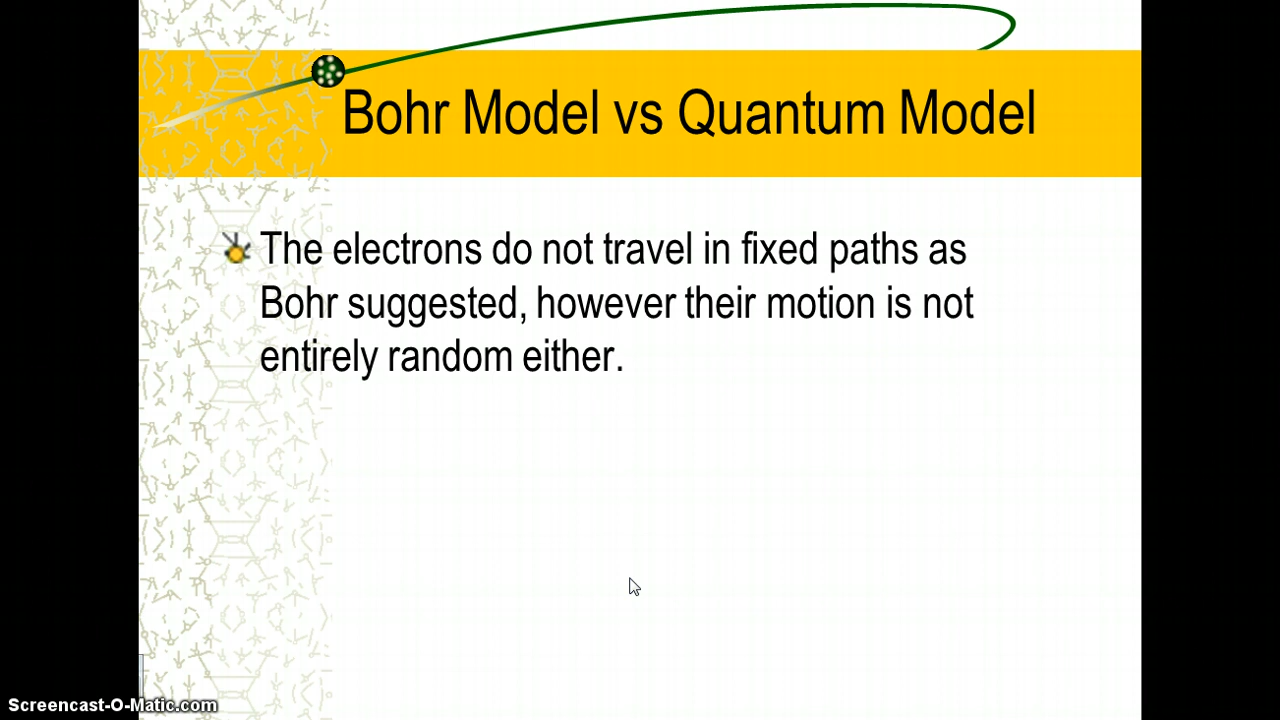 Bohr Model vs Quantum Model
The electrons do not travel in fixed paths as
Bohr suggested, however their motion is not
entirely random either.
Screencast-O-Matic.com